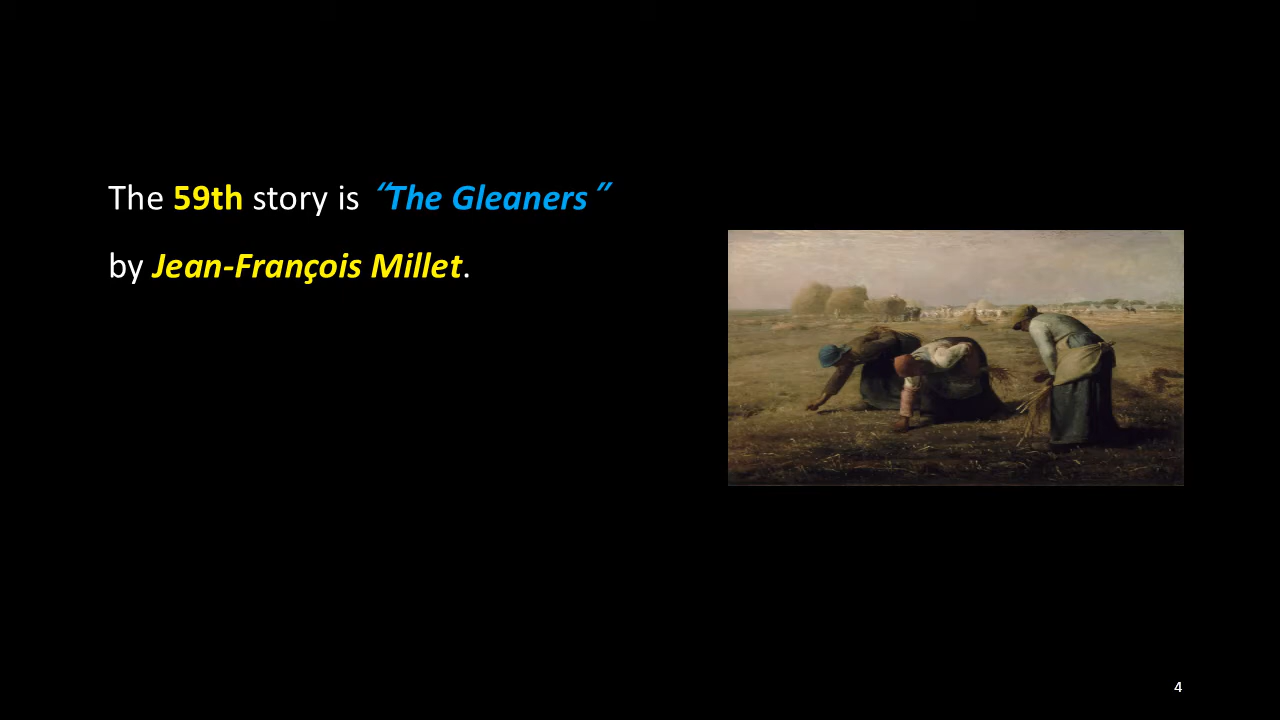 The 59th story is “The Gleaners”
by Jean-François Millet.
4